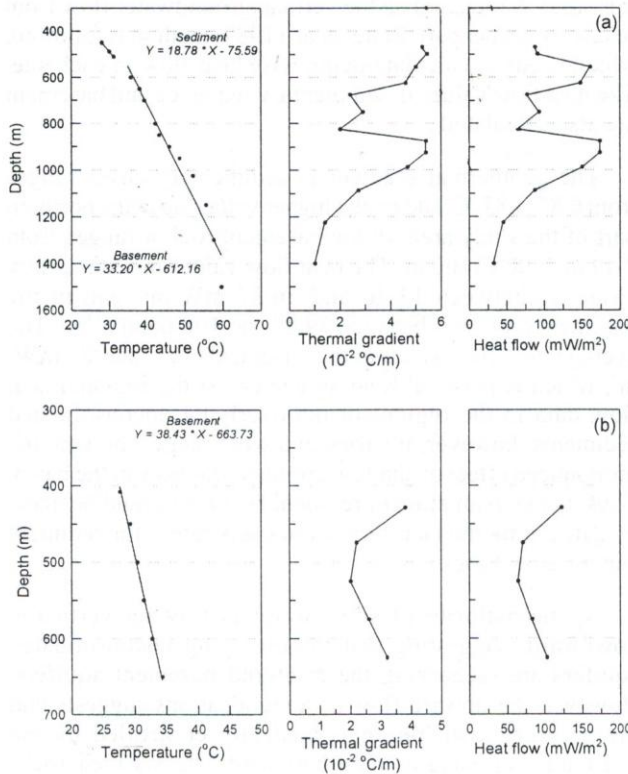 (a)
Sediment
Y = 18.78 * X - 75.59
Basement
Y = 33.20 * X - 612.16
Depth (m)
400
600
800
1000
1200
1400
1600
20 30 40 50 60 70
Temperature (°C)
0 2 4 6
Thermal gradient
(10⁻² °C/m)
0 50 100 150 200
Heat flow (mW/m²)
(b)
Basement
Y = 38.43 * X - 663.73
Depth (m)
300
400
500
600
700
20 30 40 50
Temperature (°C)
0 1 2 3 4 5
Thermal gradient
(10⁻² °C/m)
0 50 100 150 200
Heat flow (mW/m²)